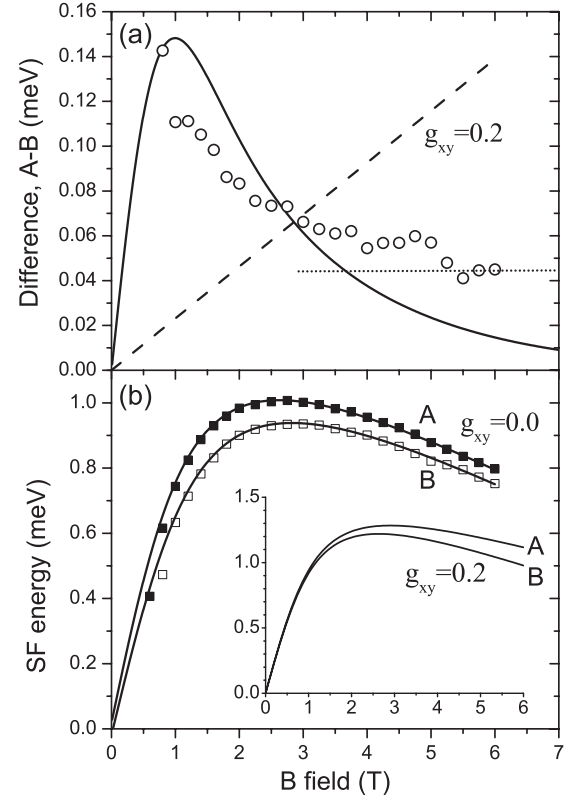 (a)
Difference, A-B (meV)
0.16
0.14
0.12
0.10
0.08
0.06
0.04
0.02
0.00
g_xy=0.2
(b)
SF energy (meV)
1.0
0.8
0.6
0.4
0.2
0.0
A
g_xy=0.0
B
1.5
1.0
0.5
0.0
A
B
g_xy=0.2
0 1 2 3 4 5 6
0 1 2 3 4 5 6 7
B field (T)